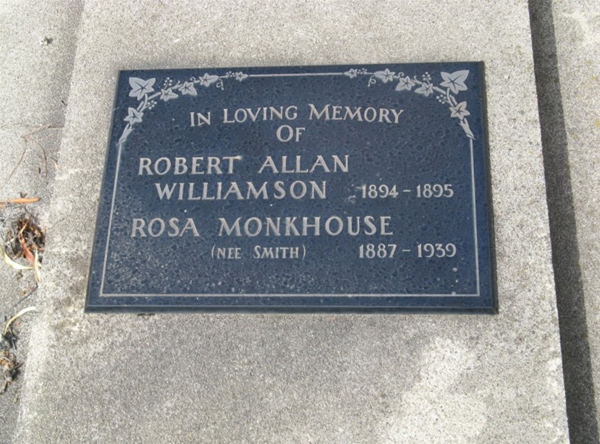 IN LOVING MEMORY
OF
ROBERT ALLAN
WILLIAMSON 1894 - 1895
ROSA MONKHOUSE
(NEE SMITH) 1887 - 1939